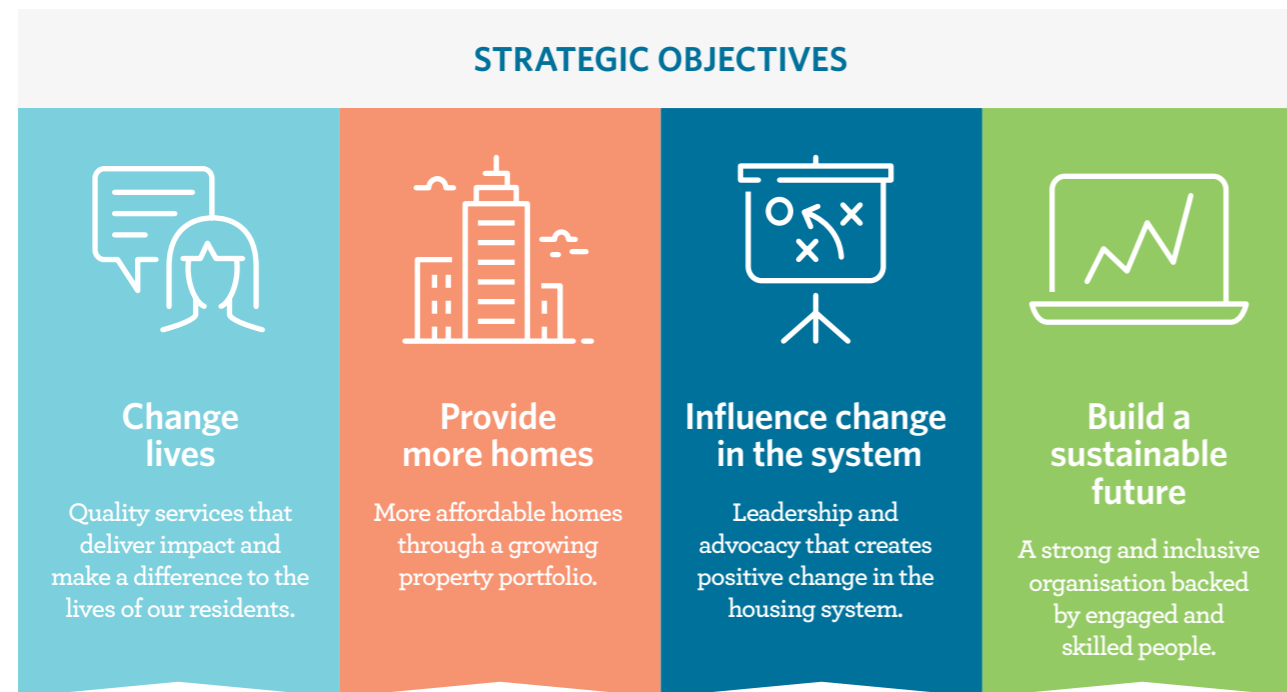 STRATEGIC OBJECTIVES
Change
lives
Quality services that
deliver impact and
make a difference to the
lives of our residents.
Provide
more homes
More affordable homes
through a growing
property portfolio.
Influence change
in the system
Leadership and
advocacy that creates
positive change in the
housing system.
Build a
sustainable
future
A strong and inclusive
organisation backed
by engaged and
skilled people.